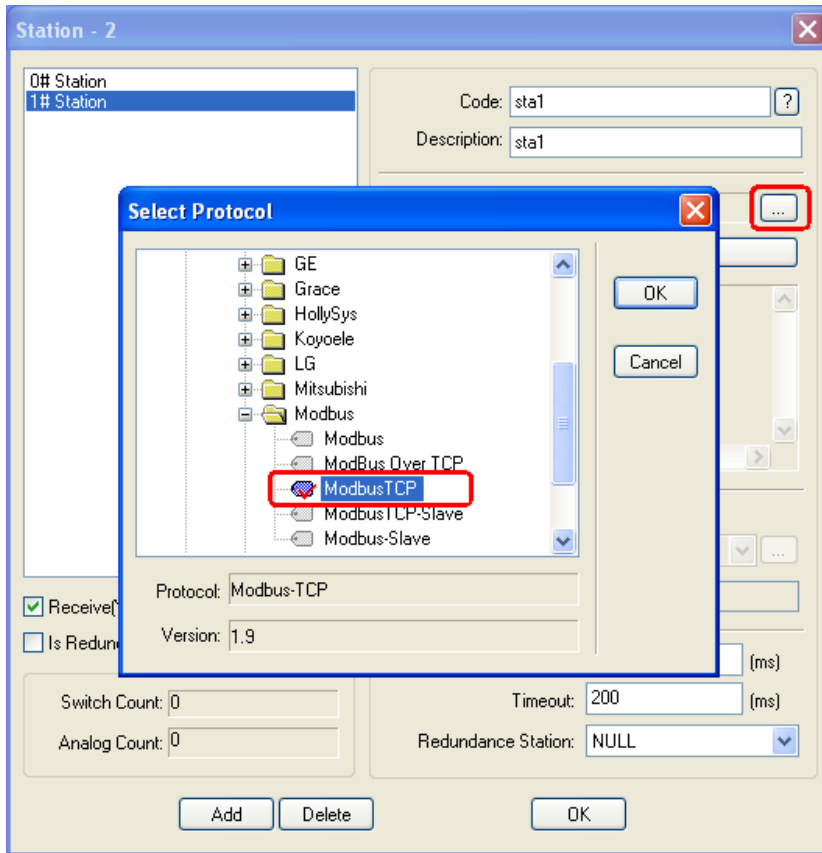 Station - 2
0# Station
1# Station
Code: sta1 ?
Description: sta1
...
Select Protocol
GE
Grace
HollySys
Koyoele
LG
Mitsubishi
Modbus
Modbus
ModBus Over TCP
ModbusTCP
ModbusTCP-Slave
Modbus-Slave
OK
Cancel
Protocol: Modbus-TCP
Version: 1.9
...
Receive(
Is Redun
(ms)
Switch Count: 0
Analog Count: 0
Timeout: 200 (ms)
Redundance Station: NULL
Add
Delete
OK